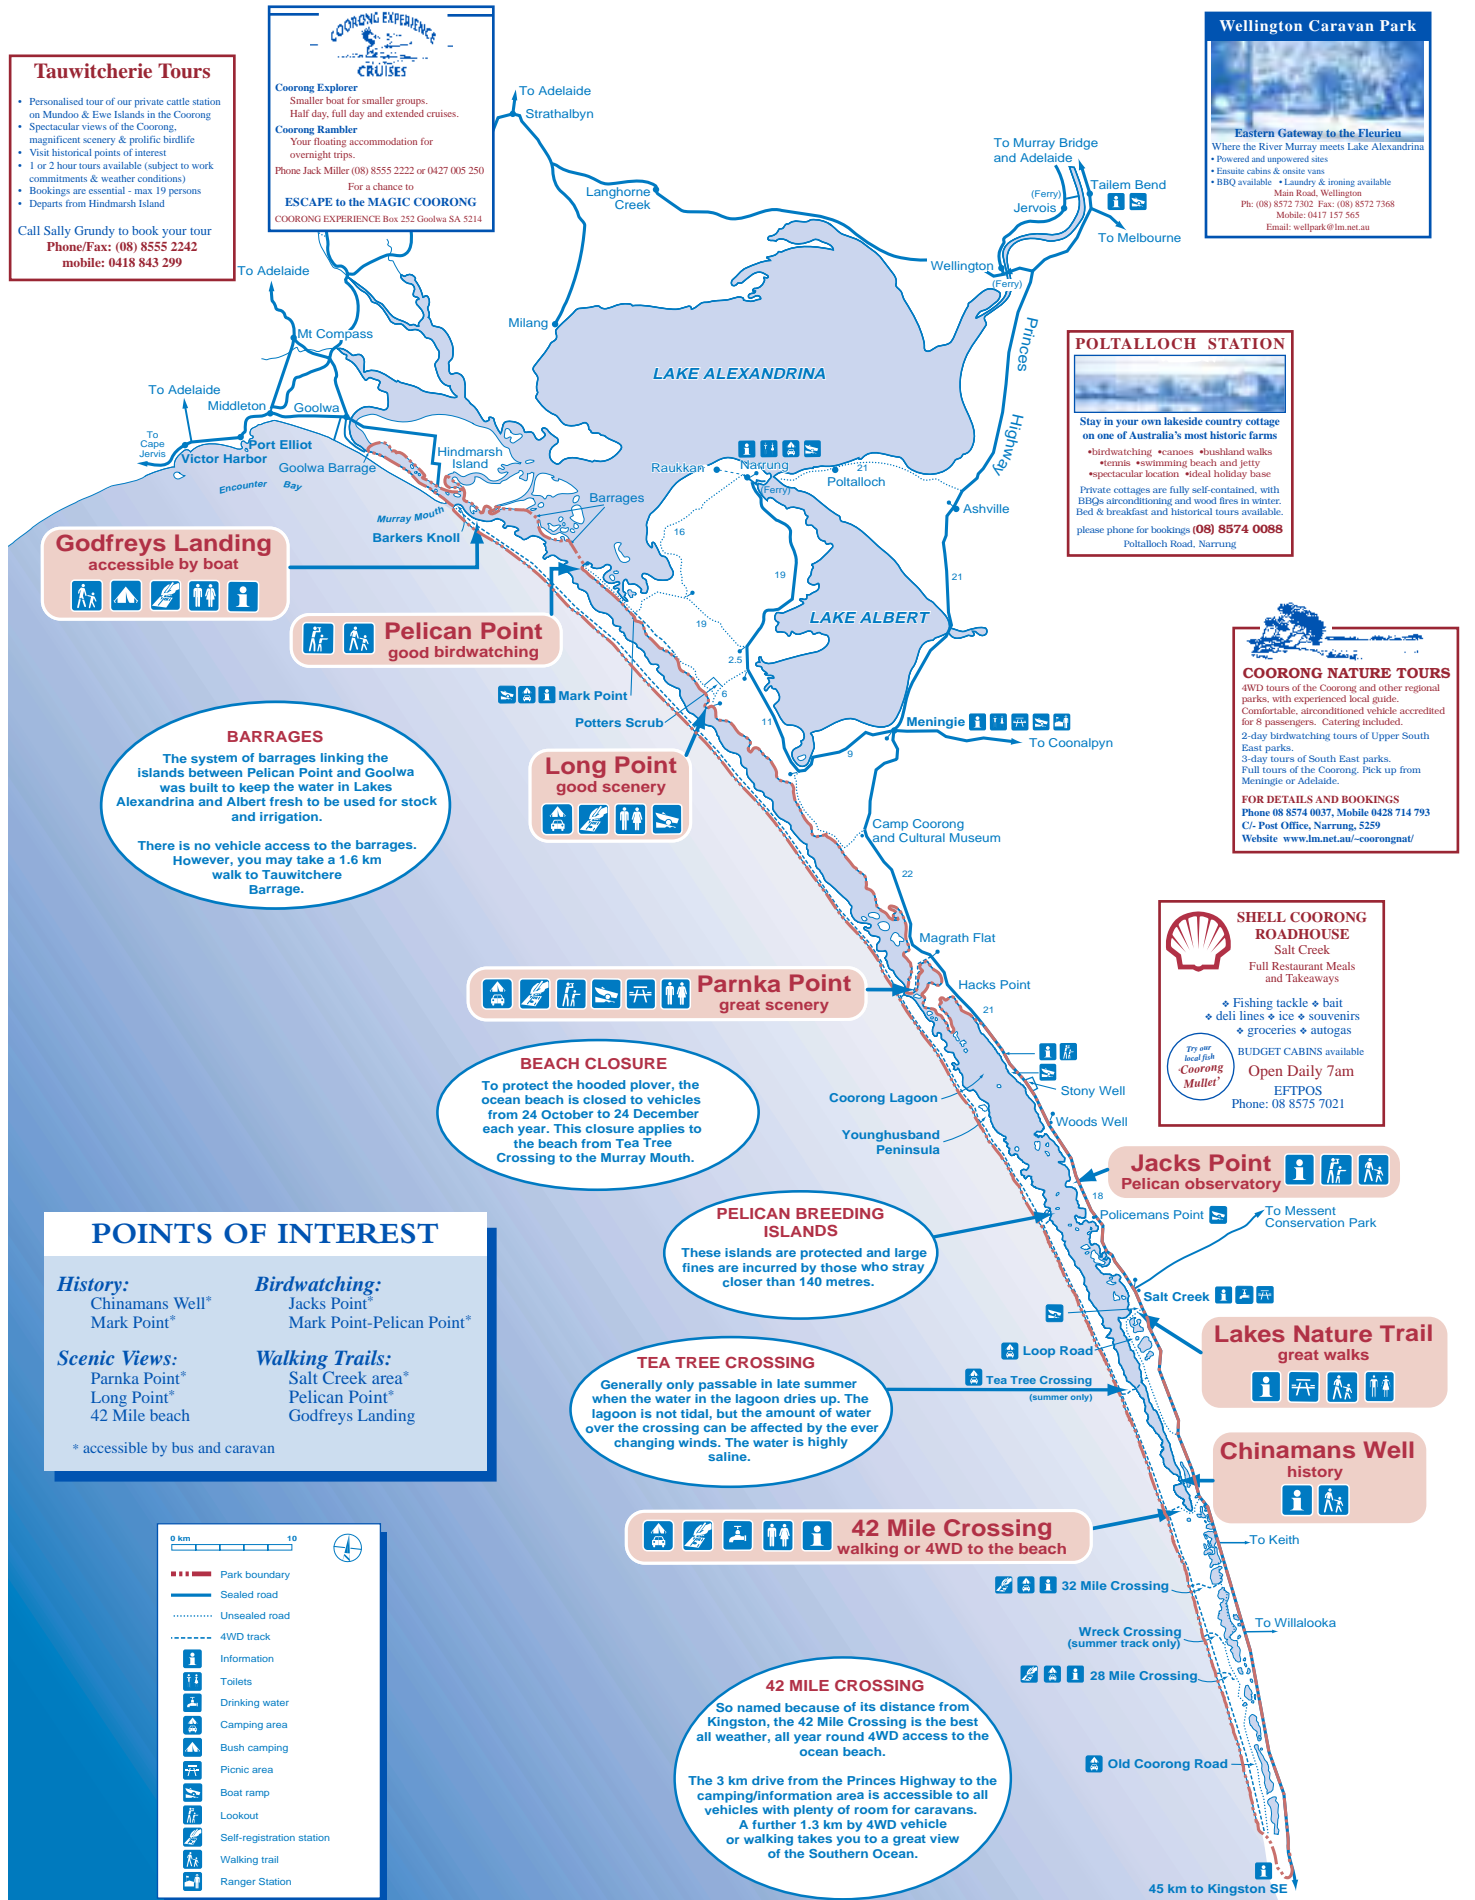 Tauwitcherie Tours
• Personalised tour of our private cattle station
on Mundoo & Ewe Islands in the Coorong
• Spectacular views of the Coorong,
magnificent scenery & prolific birdlife
• Visit historical points of interest
• 1 or 2 hour tours available (subject to work
commitments & weather conditions)
• Bookings are essential - max 19 persons
• Departs from Hindmarsh Island
Call Sally Grundy to book your tour
Phone/Fax: (08) 8555 2242
mobile: 0418 843 299
COORONG EXPERIENCE
CRUISES
Coorong Explorer
Smaller boat for smaller groups.
Half day, full day and extended cruises.
Coorong Rambler
Your floating accommodation for
overnight trips.
Phone Jack Miller (08) 8555 2222 or 0427 005 250
For a chance to
ESCAPE to the MAGIC COORONG
COORONG EXPERIENCE Box 252 Goolwa SA 5214
Wellington Caravan Park
Eastern Gateway to the Fleurieu
Where the River Murray meets Lake Alexandrina
• Powered and unpowered sites
• Ensuite cabins & onsite vans
• BBQ available • Laundry & ironing available
Main Road, Wellington
Ph: (08) 8572 7302 Fax: (08) 8572 7368
Mobile: 0417 157 565
Email: wellpark@lm.net.au
To Adelaide
Strathalbyn
Langhorne
Creek
To Murray Bridge
and Adelaide
(Ferry)
Jervois
Tailem Bend
To Melbourne
Wellington
(Ferry)
To Adelaide
Mt Compass
Milang
Princes
Highway
LAKE ALEXANDRINA
To Adelaide
Middleton
Goolwa
To
Cape
Jervis
Port Elliot
Victor Harbor
Goolwa Barrage
Hindmarsh
Island
Encounter Bay
Murray Mouth
Barkers Knoll
Barrages
Raukkan
Narrung
(Ferry)
21
Poltalloch
Ashville
16
19
21
LAKE ALBERT
19
2.5
6
11
9
POLTALLOCH STATION
Stay in your own lakeside country cottage
on one of Australia's most historic farms
•birdwatching •canoes •bushland walks
•tennis •swimming beach and jetty
•spectacular location •ideal holiday base
Private cottages are fully self-contained, with
BBQs airconditioning and wood fires in winter.
Bed & breakfast and historical tours available.
please phone for bookings (08) 8574 0088
Poltalloch Road, Narrung
Godfreys Landing
accessible by boat
Pelican Point
good birdwatching
Mark Point
Potters Scrub
Meningie
To Coonalpyn
Long Point
good scenery
COORONG NATURE TOURS
4WD tours of the Coorong and other regional
parks, with experienced local guide.
Comfortable, airconditioned vehicle accredited
for 8 passengers. Catering included.
2-day birdwatching tours of Upper South
East parks.
3-day tours of South East parks.
Full tours of the Coorong. Pick up from
Meningie or Adelaide.
FOR DETAILS AND BOOKINGS
Phone 08 8574 0037, Mobile 0428 714 793
C/- Post Office, Narrung, 5259
Website www.lm.net.au/~coorongnat/
BARRAGES
The system of barrages linking the
islands between Pelican Point and Goolwa
was built to keep the water in Lakes
Alexandrina and Albert fresh to be used for stock
and irrigation.
There is no vehicle access to the barrages.
However, you may take a 1.6 km
walk to Tauwitchere
Barrage.
Camp Coorong
and Cultural Museum
22
Magrath Flat
Hacks Point
21
SHELL COORONG
ROADHOUSE
Salt Creek
Full Restaurant Meals
and Takeaways
❖ Fishing tackle ❖ bait
❖ deli lines ❖ ice ❖ souvenirs
❖ groceries ❖ autogas
Try our
local fish
'Coorong
Mullet'
BUDGET CABINS available
Open Daily 7am
EFTPOS
Phone: 08 8575 7021
Parnka Point
great scenery
BEACH CLOSURE
To protect the hooded plover, the
ocean beach is closed to vehicles
from 24 October to 24 December
each year. This closure applies to
the beach from Tea Tree
Crossing to the Murray Mouth.
Coorong Lagoon
Younghusband
Peninsula
Stony Well
Woods Well
Jacks Point
Pelican observatory
18
Policemans Point
To Messent
Conservation Park
PELICAN BREEDING
ISLANDS
These islands are protected and large
fines are incurred by those who stray
closer than 140 metres.
Salt Creek
Lakes Nature Trail
great walks
Loop Road
Tea Tree Crossing
(summer only)
POINTS OF INTEREST
History:
Chinamans Well*
Mark Point*
Birdwatching:
Jacks Point*
Mark Point-Pelican Point*
Scenic Views:
Parnka Point*
Long Point*
42 Mile beach
Walking Trails:
Salt Creek area*
Pelican Point*
Godfreys Landing
* accessible by bus and caravan
TEA TREE CROSSING
Generally only passable in late summer
when the water in the lagoon dries up. The
lagoon is not tidal, but the amount of water
over the crossing can be affected by the ever
changing winds. The water is highly
saline.
Chinamans Well
history
42 Mile Crossing
walking or 4WD to the beach
To Keith
32 Mile Crossing
To Willalooka
Wreck Crossing
(summer track only)
28 Mile Crossing
Old Coorong Road
45 km to Kingston SE
42 MILE CROSSING
So named because of its distance from
Kingston, the 42 Mile Crossing is the best
all weather, all year round 4WD access to the
ocean beach.
The 3 km drive from the Princes Highway to the
camping/information area is accessible to all
vehicles with plenty of room for caravans.
A further 1.3 km by 4WD vehicle
or walking takes you to a great view
of the Southern Ocean.
0 km 10
Park boundary
Sealed road
Unsealed road
4WD track
Information
Toilets
Drinking water
Camping area
Bush camping
Picnic area
Boat ramp
Lookout
Self-registration station
Walking trail
Ranger Station